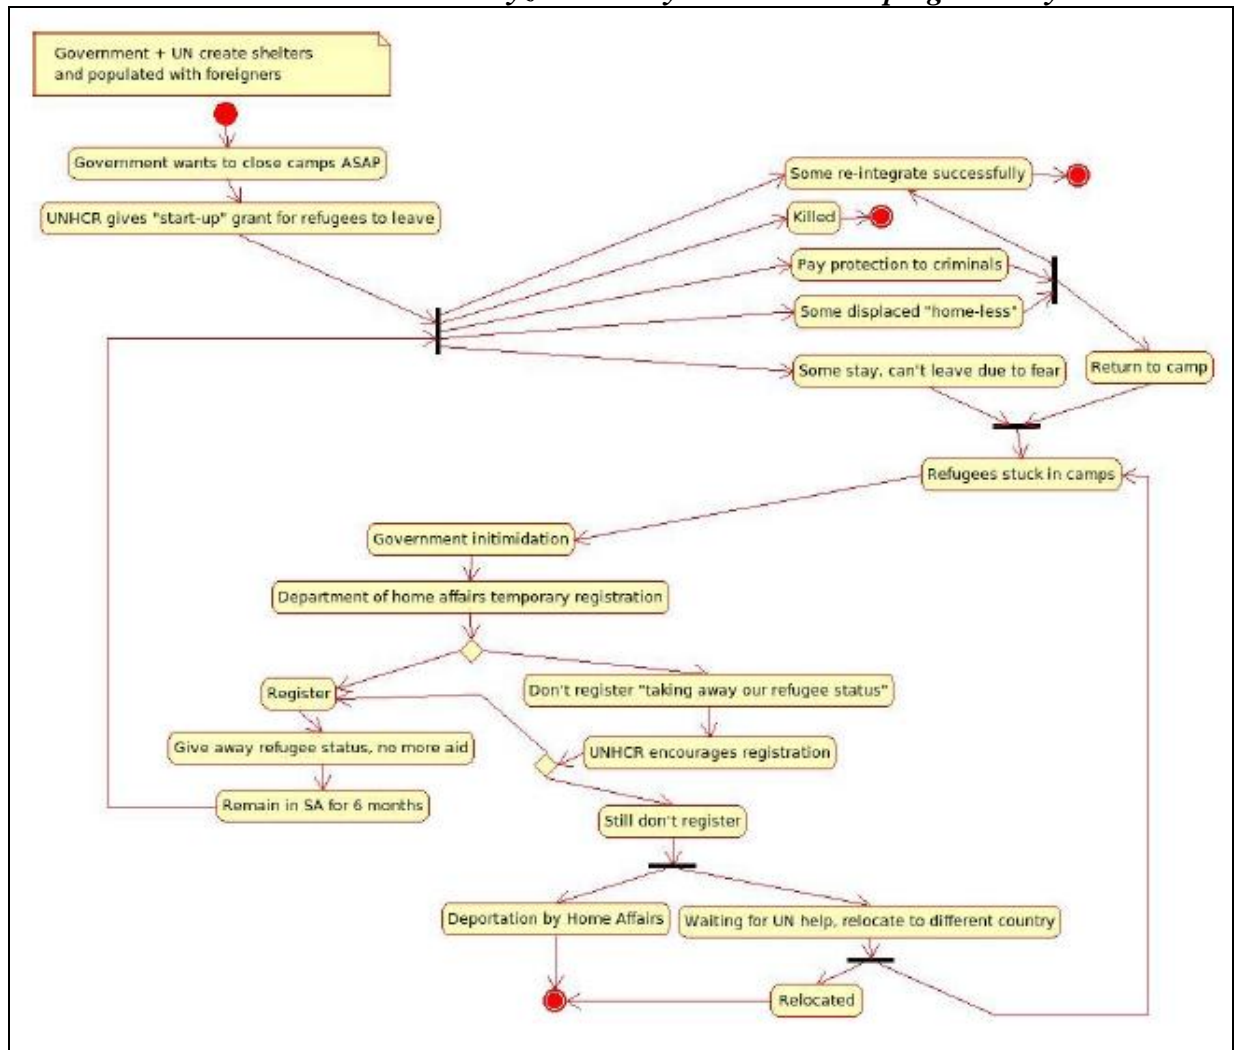 Government + UN create shelters
and populated with foreigners
Government wants to close camps ASAP
UNHCR gives "start-up" grant for refugees to leave
Some re-integrate successfully
Killed
Pay protection to criminals
Some displaced "home-less"
Some stay. can't leave due to fear
Return to camp
Refugees stuck in camps
Government initimidation
Department of home affairs temporary registration
Register
Don't register "taking away our refugee status"
Give away refugee status, no more aid
UNHCR encourages registration
Remain in SA for 6 months
Still don't register
Deportation by Home Affairs
Waiting for UN help, relocate to different country
Relocated